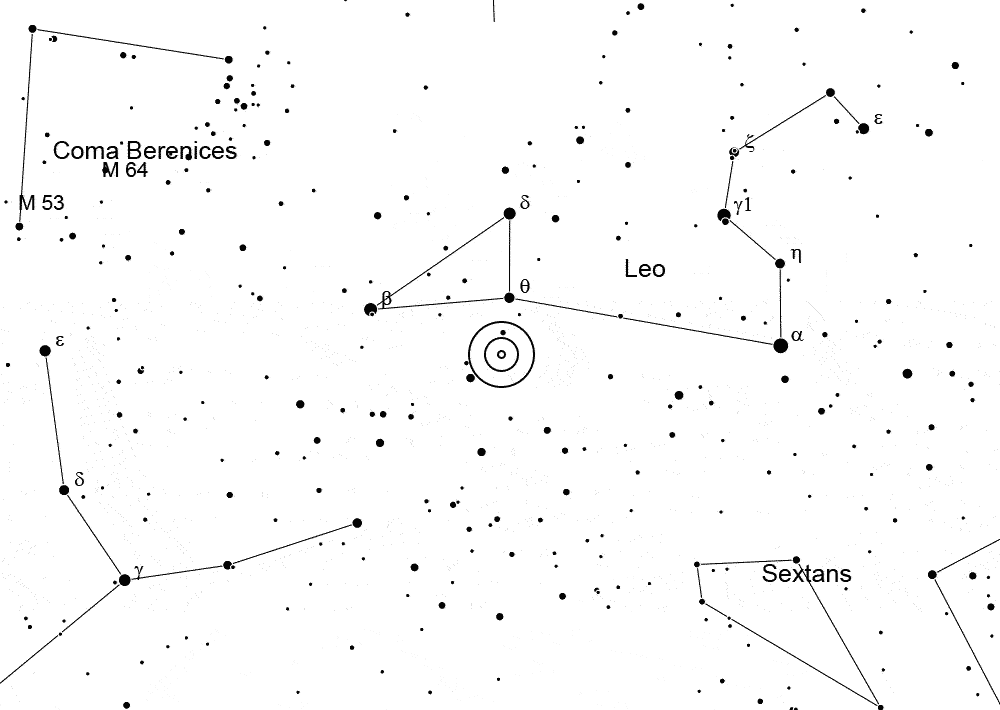 ε
ζ
Coma Berenices
M 64
M 53
δ
γ1
η
Leo
θ
β
α
ε
δ
γ
Sextans